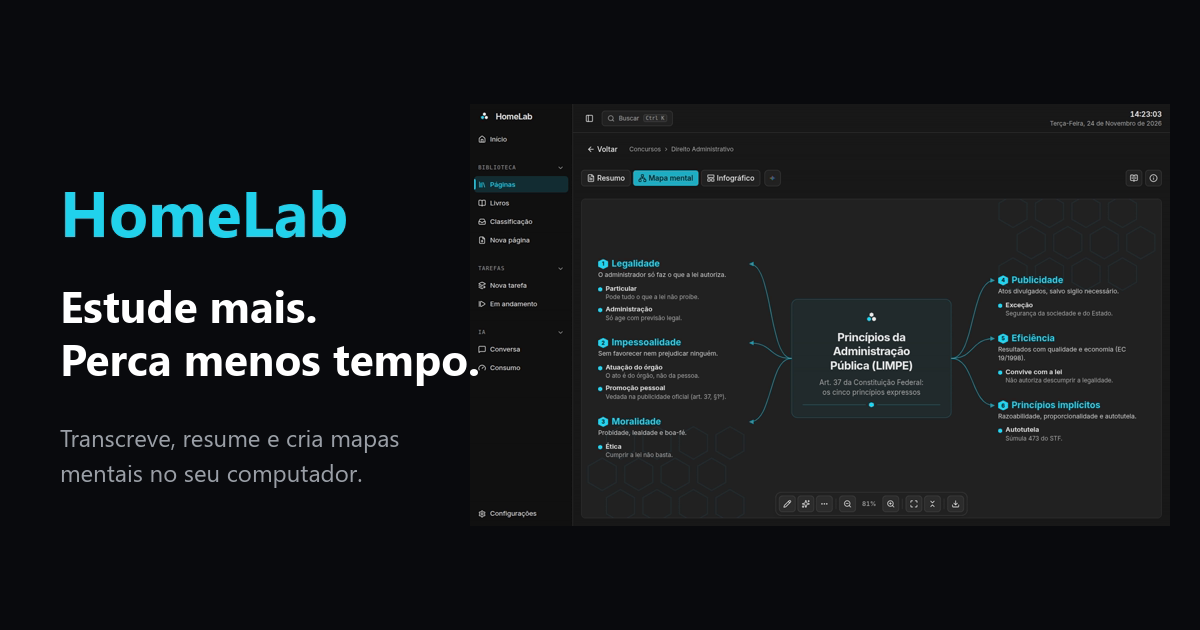 HomeLab
Estude mais.
Perca menos tempo.
Transcreve, resume e cria mapas
mentais no seu computador.
HomeLab
Início
BIBLIOTECA
Páginas
Livros
Classificação
Nova página
TAREFAS
Nova tarefa
Em andamento
IA
Conversa
Consumo
Configurações
Buscar Ctrl K
14:23:03
Terça-Feira, 24 de Novembro de 2026
Voltar Concursos › Direito Administrativo
Resumo Mapa mental Infográfico +
1 Legalidade
O administrador só faz o que a lei autoriza.
Particular
Pode tudo o que a lei não proíbe.
Administração
Só age com previsão legal.
2 Impessoalidade
Sem favorecer nem prejudicar ninguém.
Atuação do órgão
O ato é do órgão, não da pessoa.
Promoção pessoal
Vedada na publicidade oficial (art. 37, §1º).
3 Moralidade
Probidade, lealdade e boa-fé.
Ética
Cumprir a lei não basta.
Princípios da
Administração
Pública (LIMPE)
Art. 37 da Constituição Federal:
os cinco princípios expressos
4 Publicidade
Atos divulgados, salvo sigilo necessário.
Exceção
Segurança da sociedade e do Estado.
5 Eficiência
Resultados com qualidade e economia (EC
19/1998).
Convive com a lei
Não autoriza descumprir a legalidade.
6 Princípios implícitos
Razoabilidade, proporcionalidade e autotutela.
Autotutela
Súmula 473 do STF.
81%